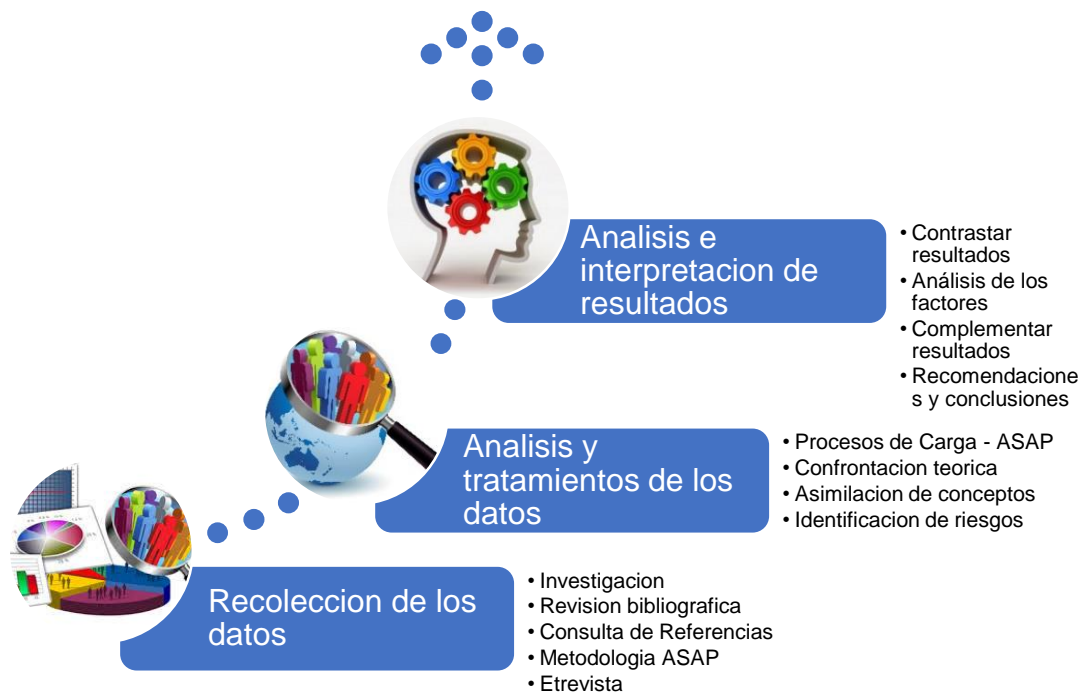 Analisis e
interpretacion de
resultados
• Contrastar
resultados
• Análisis de los
factores
• Complementar
resultados
• Recomendacione
s y conclusiones
Analisis y
tratamientos de los
datos
• Procesos de Carga - ASAP
• Confrontacion teorica
• Asimilacion de conceptos
• Identificacion de riesgos
Recoleccion de los
datos
• Investigacion
• Revision bibliografica
• Consulta de Referencias
• Metodologia ASAP
• Etrevista